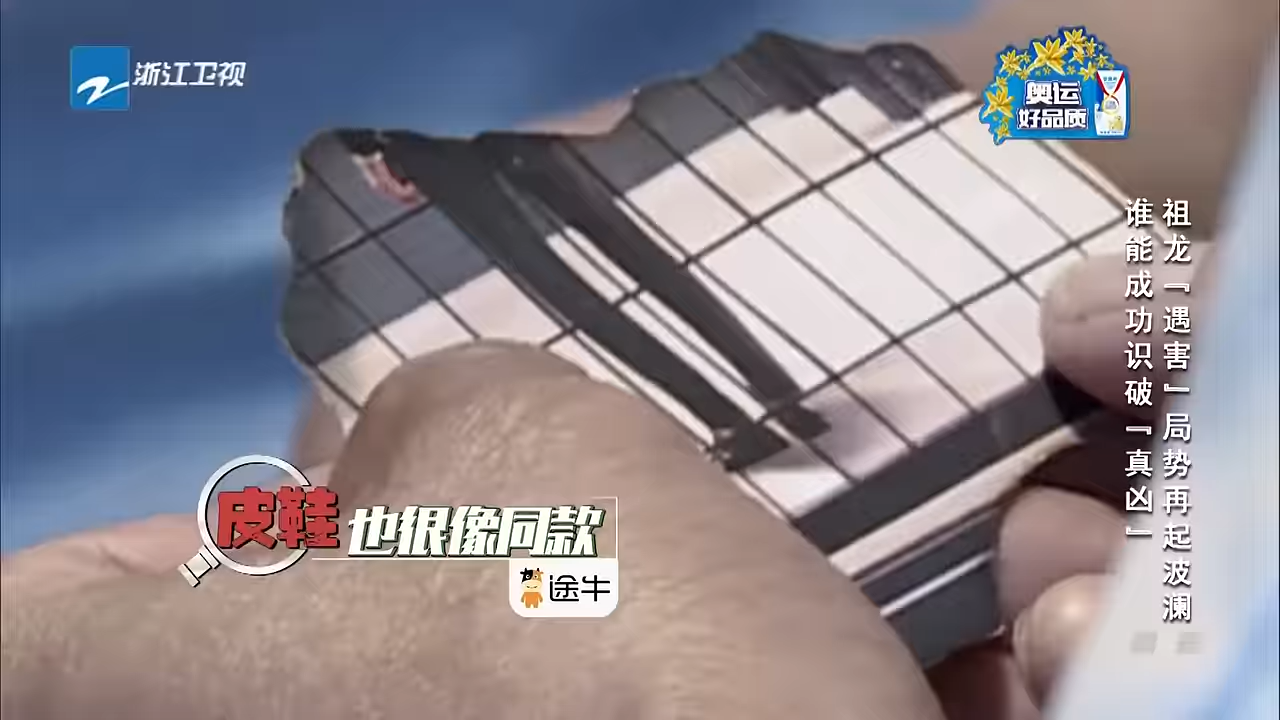 浙江卫视
奥运
好品质
祖龙『遇害』局势再起波澜
谁能成功识破『真凶』
皮鞋也很像同款
途牛